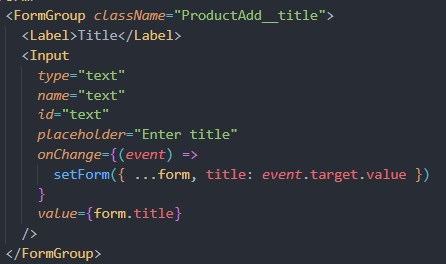 <FormGroup className="ProductAdd__title">
<Label>Title</Label>
<Input
type="text"
name="text"
id="text"
placeholder="Enter title"
onChange={(event) =>
setForm({ ...form, title: event.target.value })
}
value={form.title}
/>
</FormGroup>